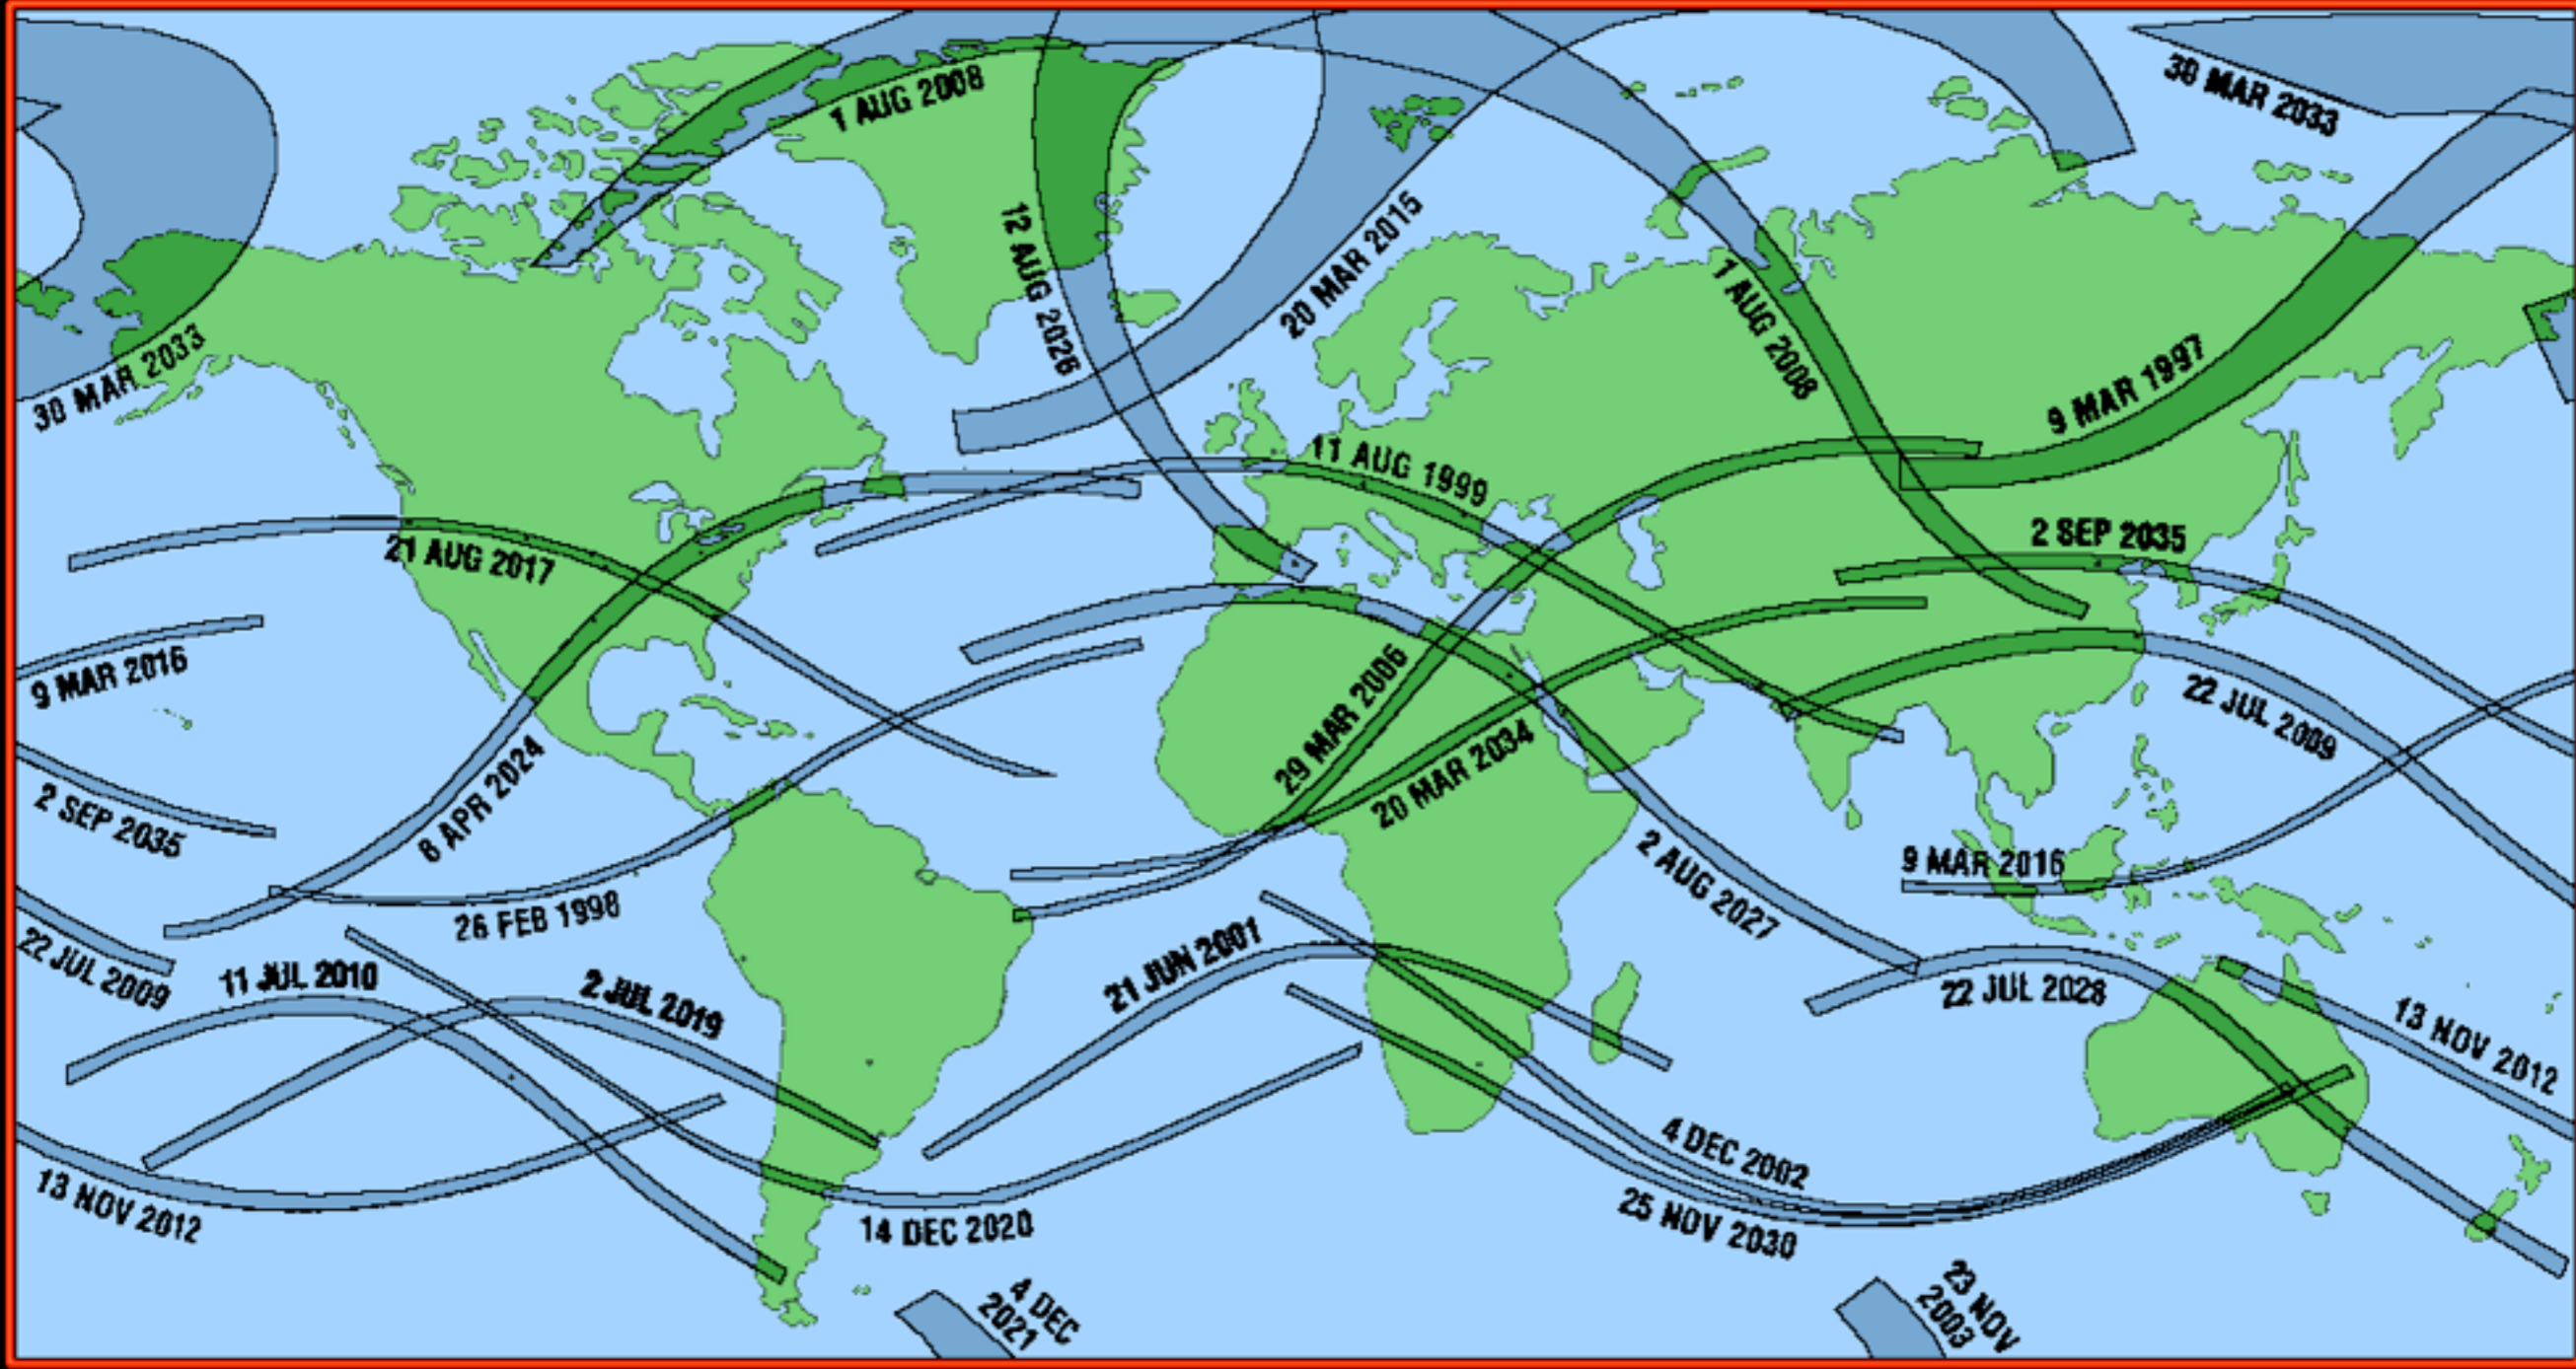 1 AUG 2008
30 MAR 2033
12 AUG 2026
20 MAR 2015
1 AUG 2008
30 MAR 2033
9 MAR 1997
11 AUG 1999
2 SEP 2035
21 AUG 2017
9 MAR 2016
29 MAR 2006
22 JUL 2009
20 MAR 2034
2 SEP 2035
8 APR 2024
26 FEB 1998
2 AUG 2027
9 MAR 2016
22 JUL 2009
11 JUL 2010
2 JUL 2019
21 JUN 2001
22 JUL 2028
13 NOV 2012
4 DEC 2002
13 NOV 2012
14 DEC 2020
25 NOV 2030
4 DEC
2021
23 NOV
2003